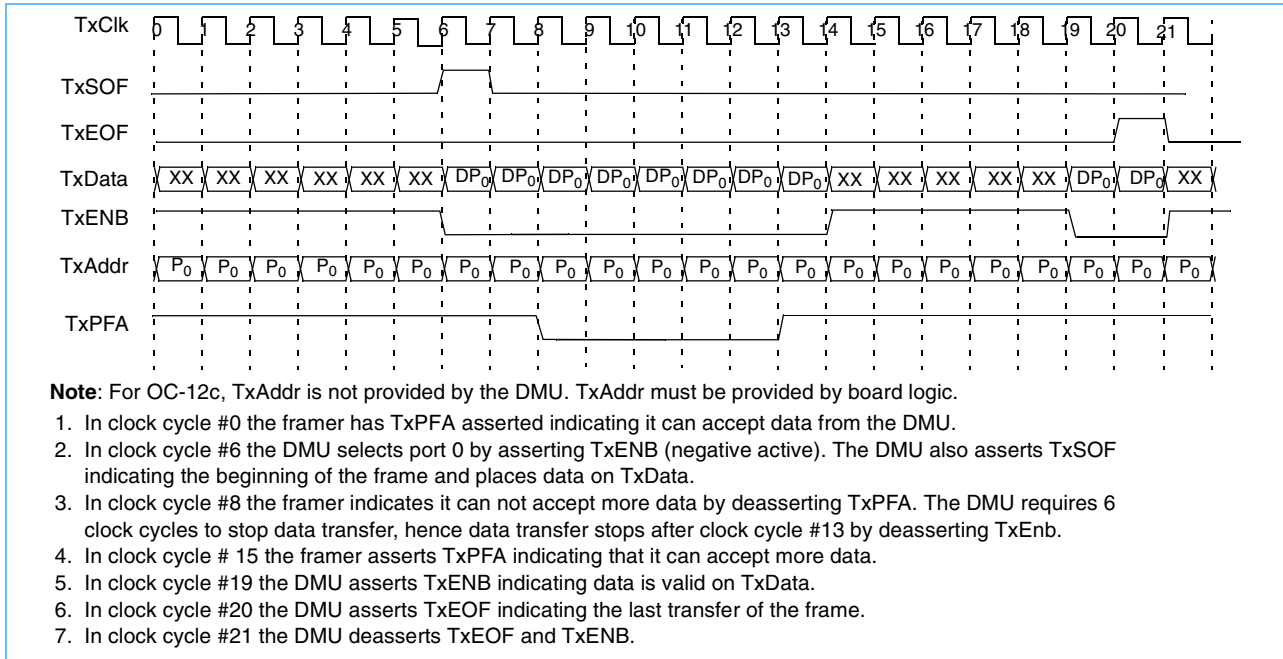 TxClk 0 1 2 3 4 5 6 7 8 9 10 11 12 13 14 15 16 17 18 19 20 21
TxSOF
TxEOF
TxData XX XX XX XX XX XX DP0 DP0 DP0 DP0 DP0 DP0 DP0 DP0 XX XX XX XX XX DP0 DP0 XX
TxENB
TxAddr P0 P0 P0 P0 P0 P0 P0 P0 P0 P0 P0 P0 P0 P0 P0 P0 P0 P0 P0 P0 P0 P0
TxPFA
Note: For OC-12c, TxAddr is not provided by the DMU. TxAddr must be provided by board logic.
1. In clock cycle #0 the framer has TxPFA asserted indicating it can accept data from the DMU.
2. In clock cycle #6 the DMU selects port 0 by asserting TxENB (negative active). The DMU also asserts TxSOF
indicating the beginning of the frame and places data on TxData.
3. In clock cycle #8 the framer indicates it can not accept more data by deasserting TxPFA. The DMU requires 6
clock cycles to stop data transfer, hence data transfer stops after clock cycle #13 by deasserting TxEnb.
4. In clock cycle # 15 the framer asserts TxPFA indicating that it can accept more data.
5. In clock cycle #19 the DMU asserts TxENB indicating data is valid on TxData.
6. In clock cycle #20 the DMU asserts TxEOF indicating the last transfer of the frame.
7. In clock cycle #21 the DMU deasserts TxEOF and TxENB.